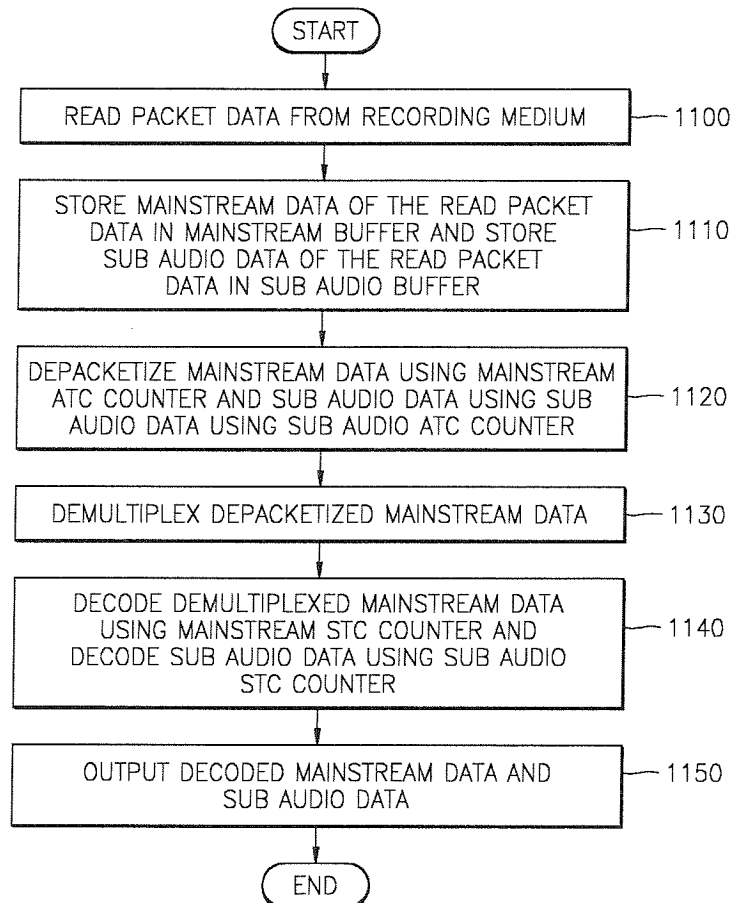 START
READ PACKET DATA FROM RECORDING MEDIUM
1100
STORE MAINSTREAM DATA OF THE READ PACKET
DATA IN MAINSTREAM BUFFER AND STORE
SUB AUDIO DATA OF THE READ PACKET
DATA IN SUB AUDIO BUFFER
1110
DEPACKETIZE MAINSTREAM DATA USING MAINSTREAM
ATC COUNTER AND SUB AUDIO DATA USING SUB
AUDIO DATA USING SUB AUDIO ATC COUNTER
1120
DEMULTIPLEX DEPACKETIZED MAINSTREAM DATA
1130
DECODE DEMULTIPLEXED MAINSTREAM DATA
USING MAINSTREAM STC COUNTER AND
DECODE SUB AUDIO DATA USING SUB AUDIO
STC COUNTER
1140
OUTPUT DECODED MAINSTREAM DATA AND
SUB AUDIO DATA
1150
END